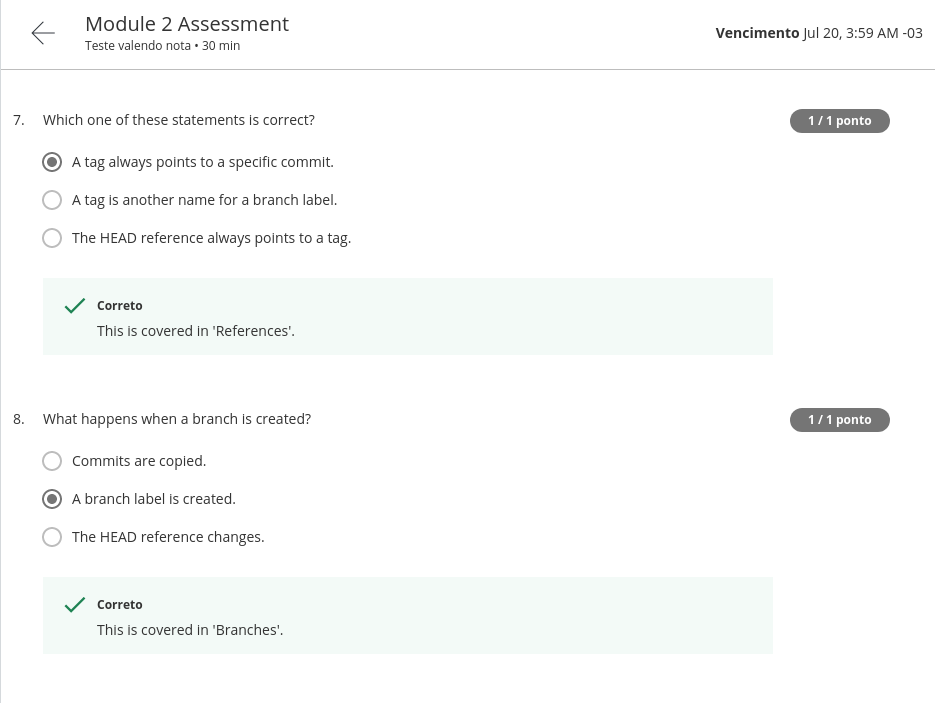 Module 2 Assessment
Teste valendo nota • 30 min
Vencimento Jul 20, 3:59 AM -03
7. Which one of these statements is correct?
1 / 1 ponto
A tag always points to a specific commit.
A tag is another name for a branch label.
The HEAD reference always points to a tag.
Correto
This is covered in 'References'.
8. What happens when a branch is created?
1 / 1 ponto
Commits are copied.
A branch label is created.
The HEAD reference changes.
Correto
This is covered in 'Branches'.